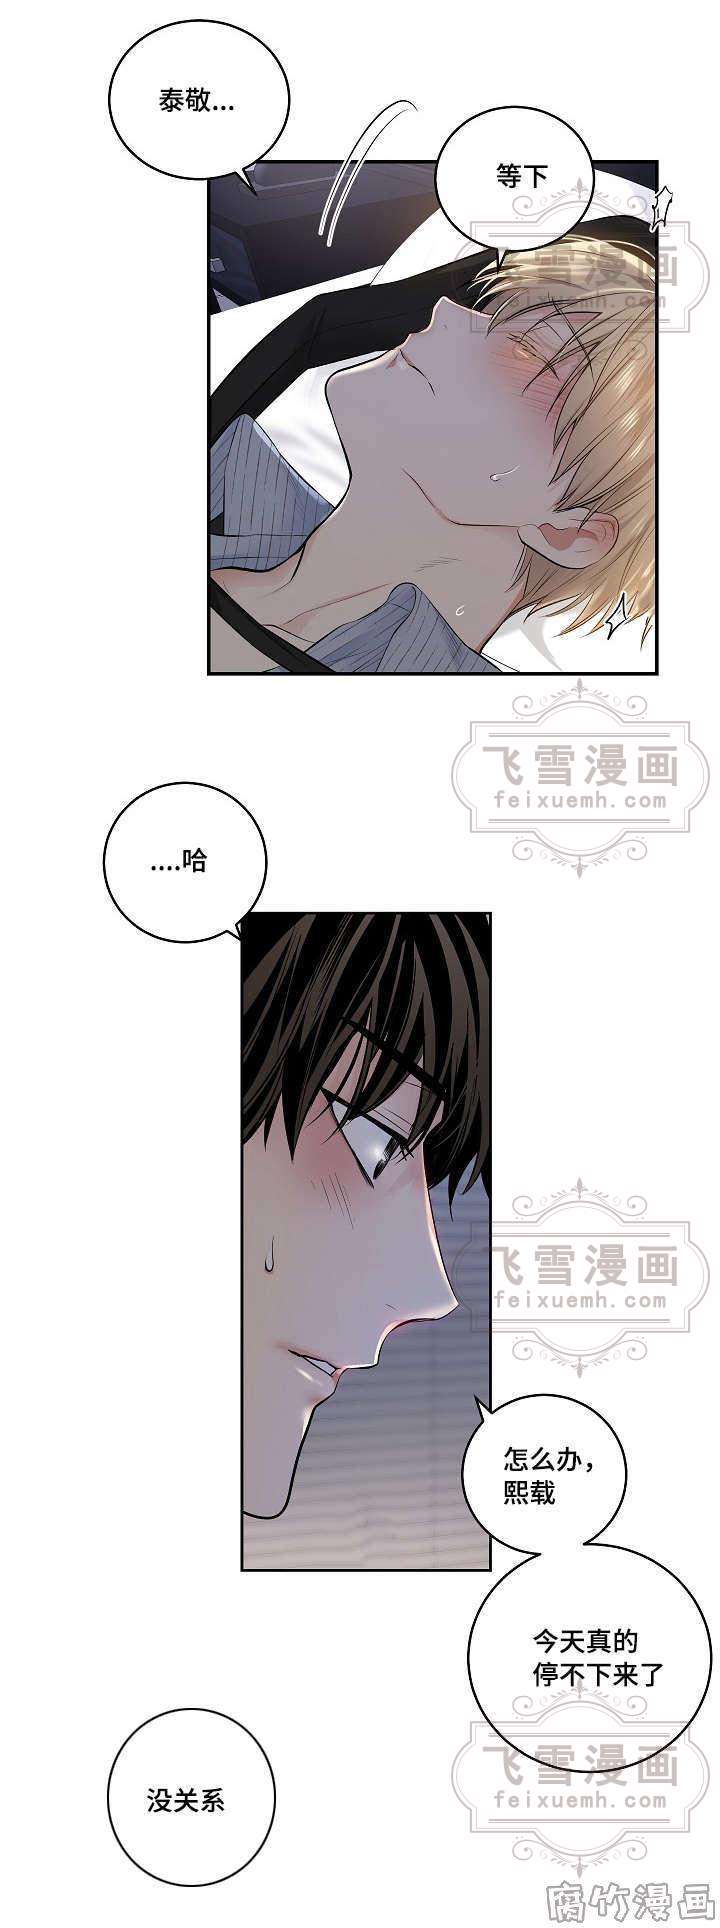 泰敬...
等下
飞雪漫画
feixuemh.com
飞雪漫画
feixuemh.com
....哈
飞雪漫画
feixuemh.com
怎么办，
熙载
今天真的
停不下来了
飞雪漫画
feixuemh.com
没关系
腐竹漫画